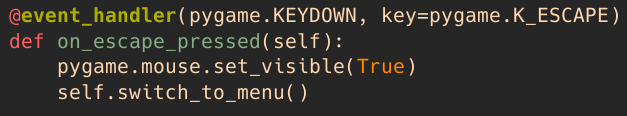 @event_handler(pygame.KEYDOWN, key=pygame.K_ESCAPE)
def on_escape_pressed(self):
    pygame.mouse.set_visible(True)
    self.switch_to_menu()